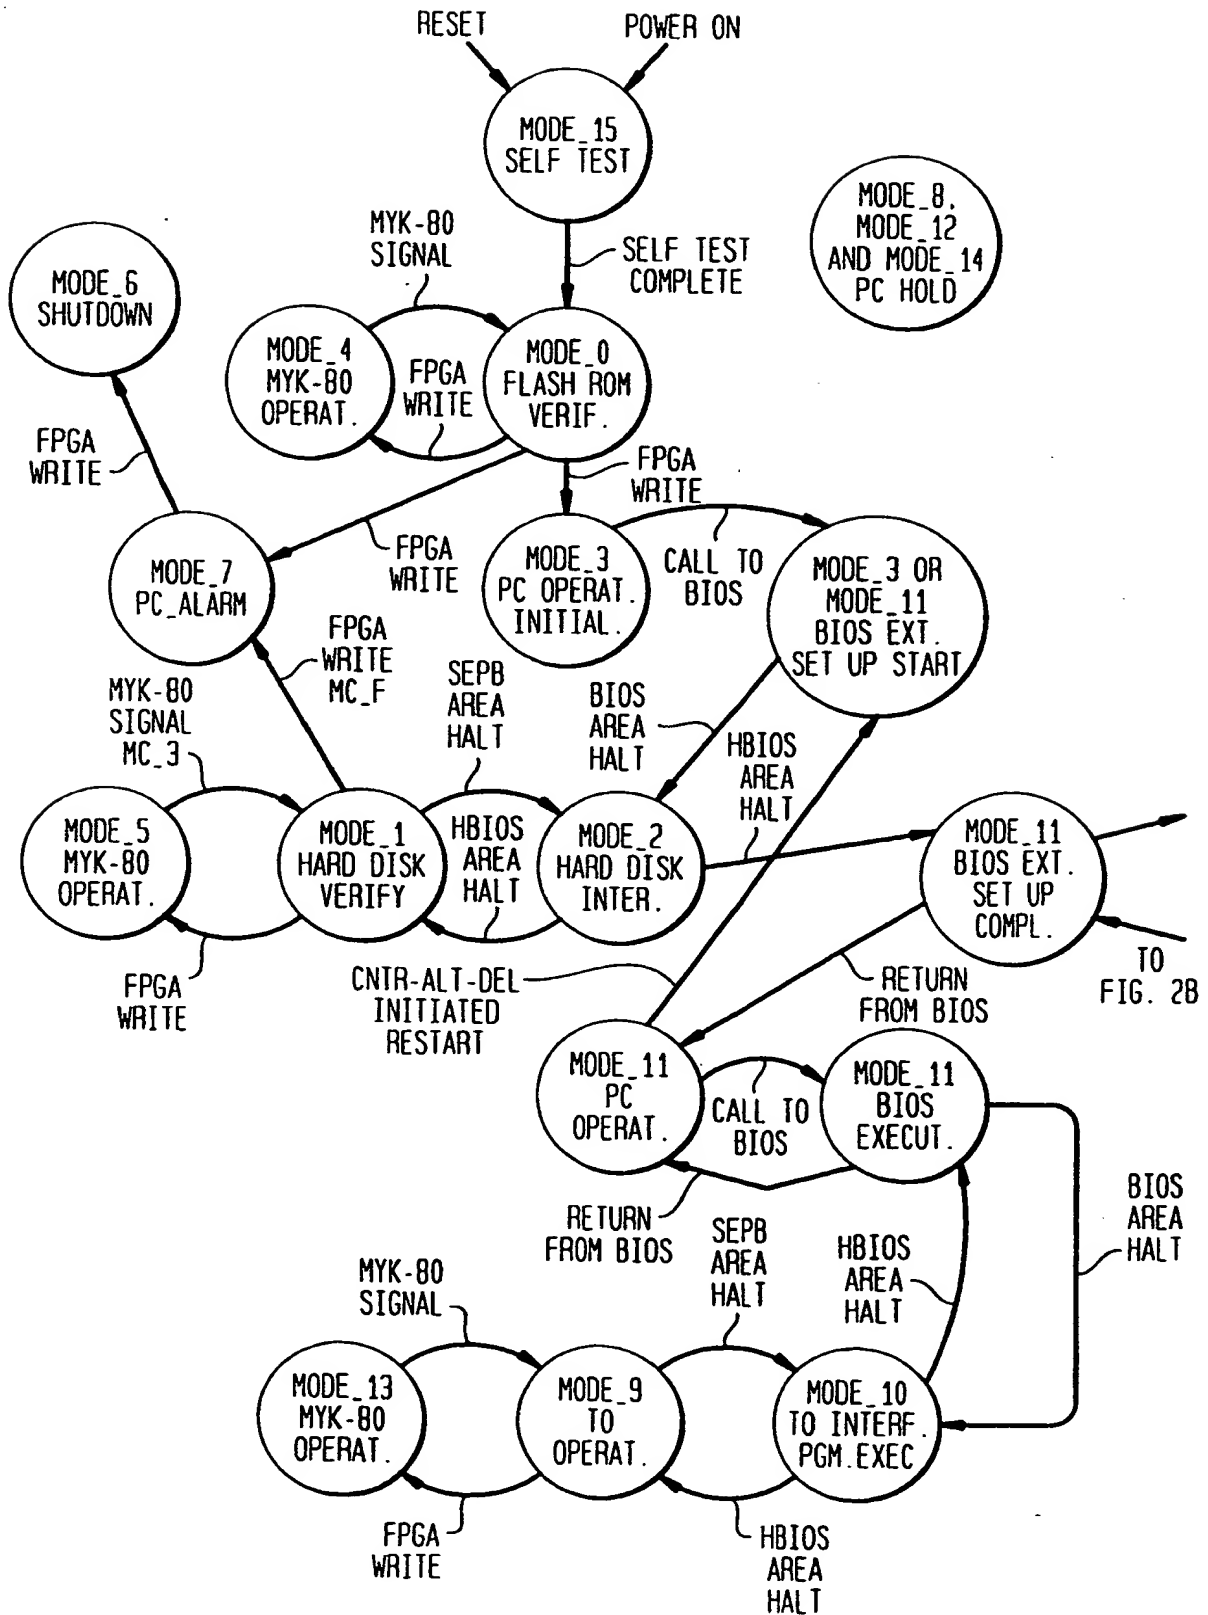 RESET
POWER ON
MODE_15
SELF TEST
MODE_8,
MODE_12
AND MODE_14
PC HOLD
MYK-80
SIGNAL
SELF TEST
COMPLETE
MODE_6
SHUTDOWN
MODE_4
MYK-80
OPERAT.
FPGA
WRITE
MODE_0
FLASH ROM
VERIF.
FPGA
WRITE
FPGA
WRITE
FPGA
WRITE
MODE_7
PC_ALARM
MODE_3
PC OPERAT.
INITIAL.
CALL TO
BIOS
MODE_3 OR
MODE_11
BIOS EXT.
SET UP START
FPGA
WRITE
MC_F
MYK-80
SIGNAL
MC_3
SEPB
AREA
HALT
BIOS
AREA
HALT
HBIOS
AREA
HALT
MODE_5
MYK-80
OPERAT.
MODE_1
HARD DISK
VERIFY
HBIOS
AREA
HALT
MODE_2
HARD DISK
INTER.
MODE_11
BIOS EXT.
SET UP
COMPL.
FPGA
WRITE
CNTR-ALT-DEL
INITIATED
RESTART
RETURN
FROM BIOS
TO
FIG. 2B
MODE_11
PC
OPERAT.
CALL TO
BIOS
MODE_11
BIOS
EXECUT.
RETURN
FROM BIOS
BIOS
AREA
HALT
MYK-80
SIGNAL
SEPB
AREA
HALT
HBIOS
AREA
HALT
MODE_13
MYK-80
OPERAT.
MODE_9
TO
OPERAT.
MODE_10
TO INTERF.
PGM.EXEC
FPGA
WRITE
HBIOS
AREA
HALT